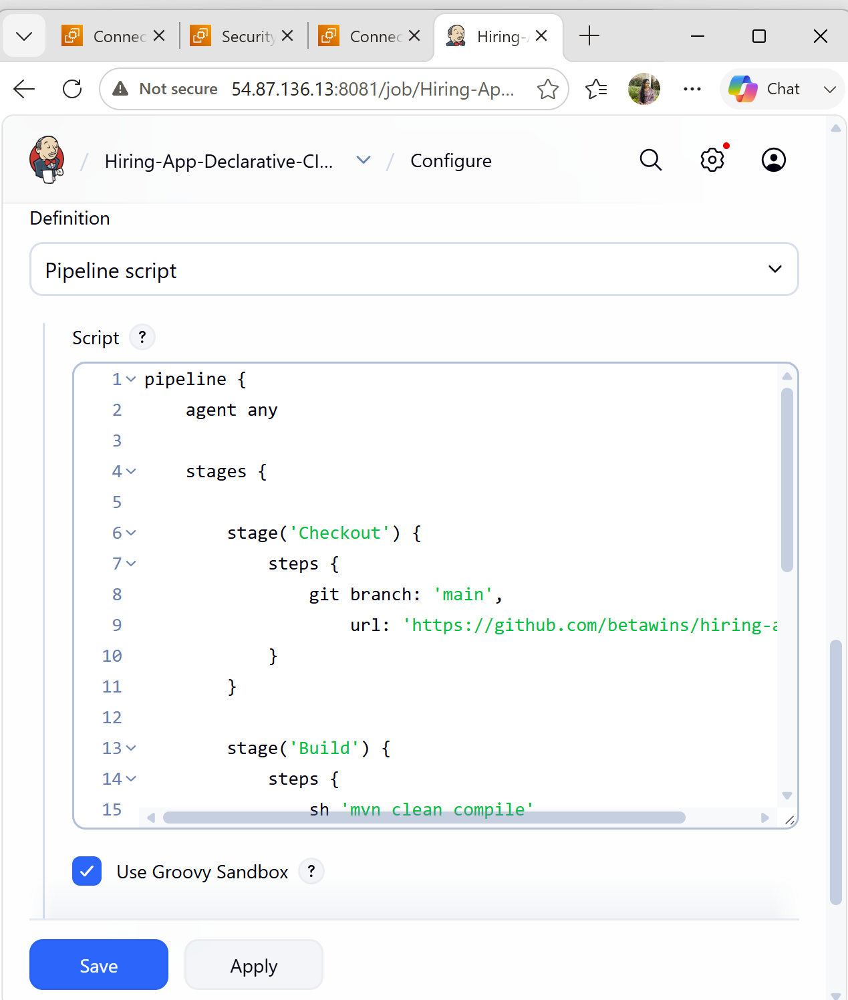 Connec
Security
Connec
Hiring-A
Not secure 54.87.136.13:8081/job/Hiring-Ap...
Chat
/ Hiring-App-Declarative-CI... / Configure
Definition
Pipeline script
Script ?
1 pipeline {
2     agent any
3
4     stages {
5
6         stage('Checkout') {
7             steps {
8                 git branch: 'main',
9                     url: 'https://github.com/betawins/hiring-a
10             }
11         }
12
13         stage('Build') {
14             steps {
15                 sh 'mvn clean compile'
Use Groovy Sandbox ?
Save
Apply